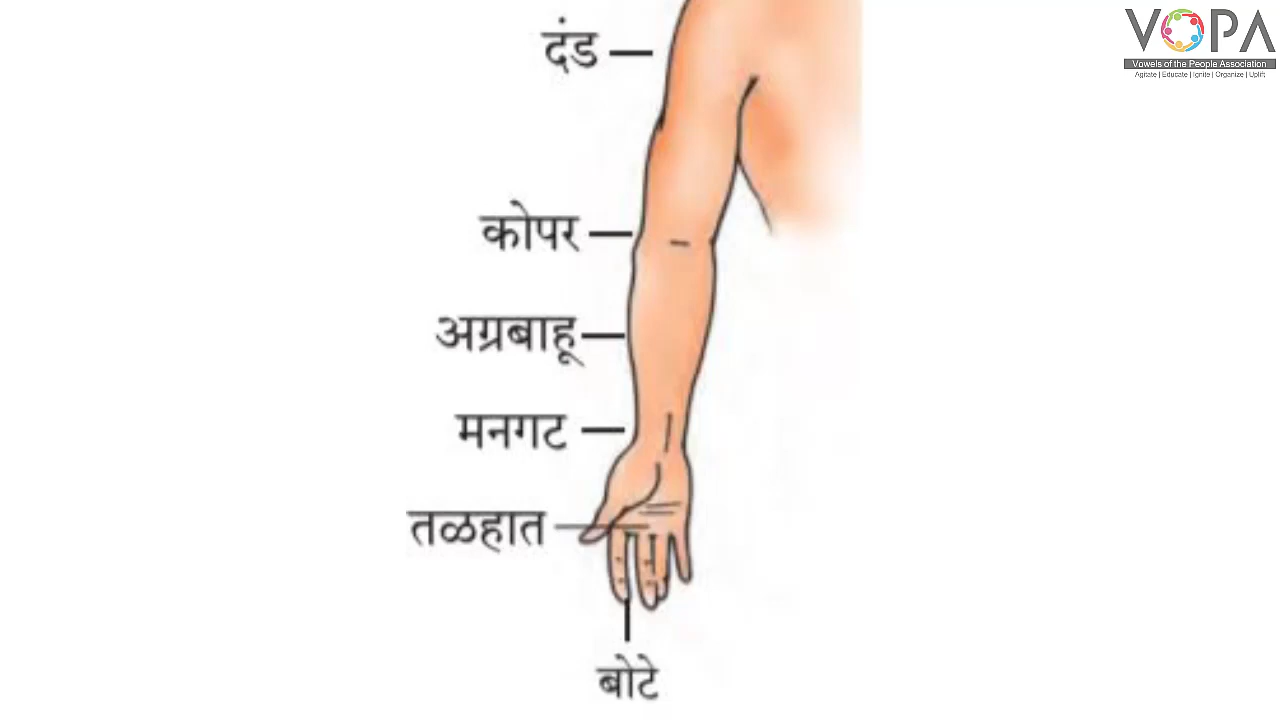 दंड
VOPA
Vowels of the People Association
Agitate | Educate | Ignite | Organize | Uplift
कोपर
अग्रबाहू
मनगट
तळहात
बोटे